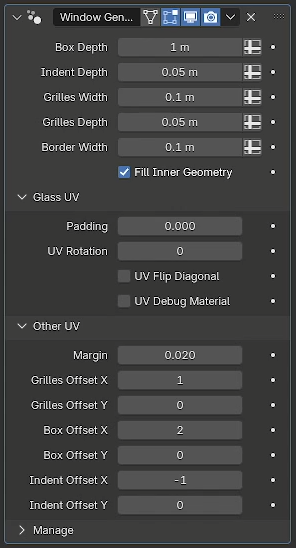 Window Gen...
Box Depth 1 m
Indent Depth 0.05 m
Grilles Width 0.1 m
Grilles Depth 0.05 m
Border Width 0.1 m
Fill Inner Geometry
Glass UV
Padding 0.000
UV Rotation 0
UV Flip Diagonal
UV Debug Material
Other UV
Margin 0.020
Grilles Offset X 1
Grilles Offset Y 0
Box Offset X 2
Box Offset Y 0
Indent Offset X -1
Indent Offset Y 0
Manage